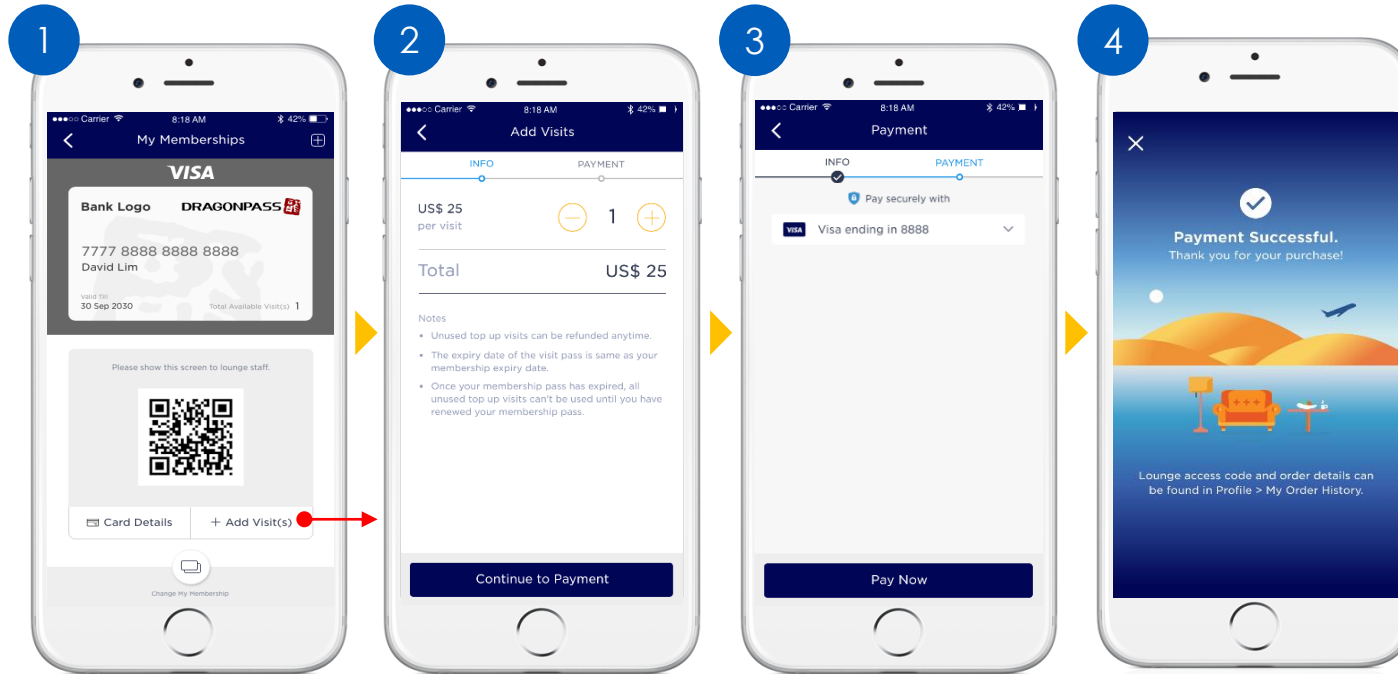 1
Carrier 8:18 AM 42%
My Memberships
VISA
Bank Logo DRAGONPASS
7777 8888 8888 8888
David Lim
Valid Till
30 Sep 2030 Total Available Visit(s) 1
Please show this screen to lounge staff.
Card Details + Add Visit(s)
Change My Membership
2
Carrier 8:18 AM 42%
Add Visits
INFO PAYMENT
US$ 25
per visit
1
Total US$ 25
Notes
• Unused top up visits can be refunded anytime.
• The expiry date of the visit pass is same as your
membership expiry date.
• Once your membership pass has expired, all
unused top up visits can't be used until you have
renewed your membership pass.
Continue to Payment
3
Carrier 8:18 AM 42%
Payment
INFO PAYMENT
Pay securely with
VISA Visa ending in 8888
Pay Now
4
Payment Successful.
Thank you for your purchase!
Lounge access code and order details can
be found in Profile > My Order History.